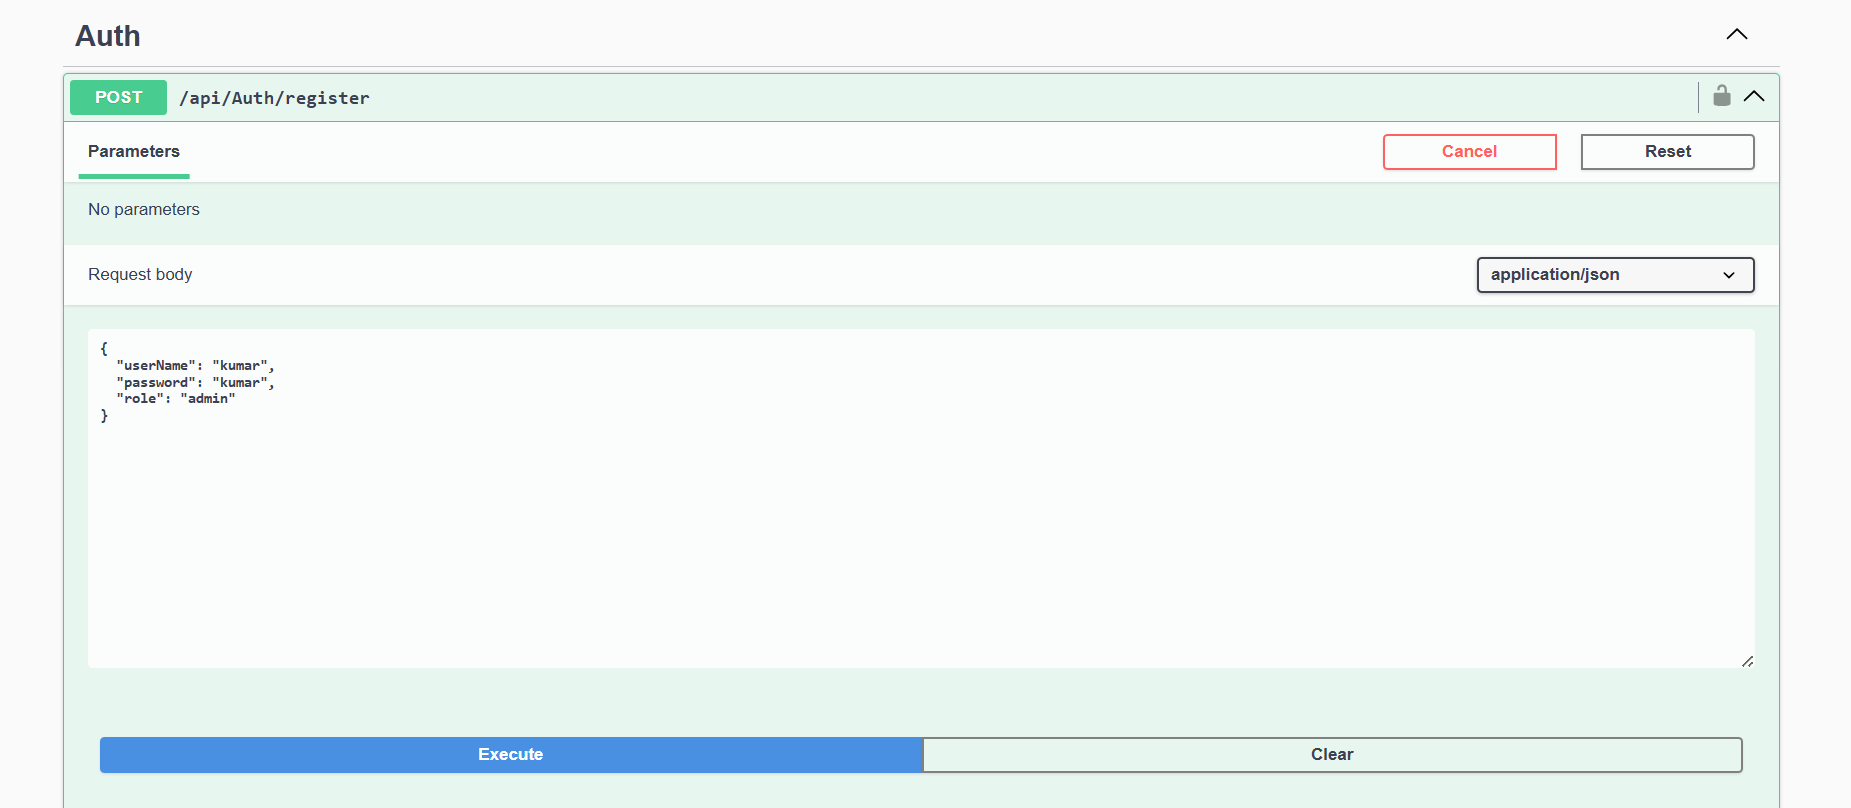 Auth
POST /api/Auth/register
Parameters
Cancel
Reset
No parameters
Request body
application/json
{
  "userName": "kumar",
  "password": "kumar",
  "role": "admin"
}
Execute
Clear